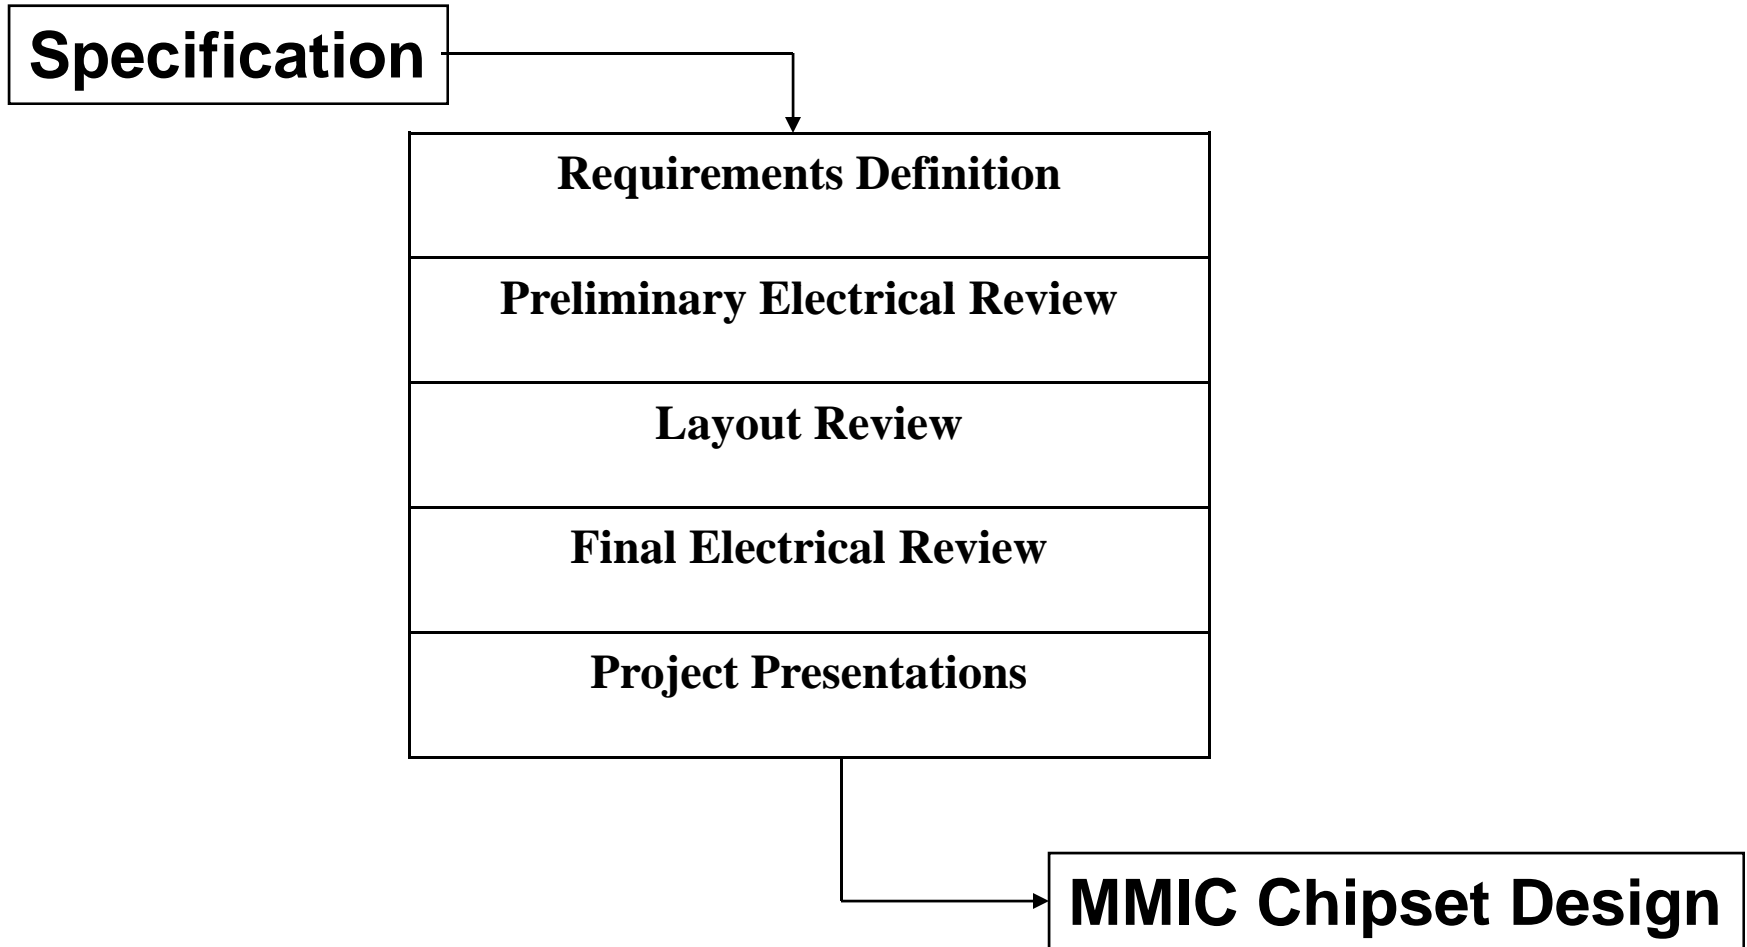 Specification
Requirements Definition
Preliminary Electrical Review
Layout Review
Final Electrical Review
Project Presentations
MMIC Chipset Design